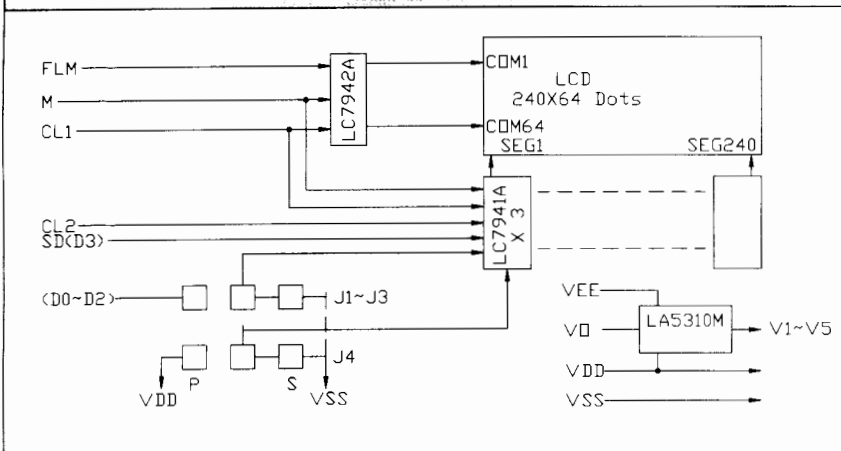 FLM
M
CL1
LC7942A
COM1
LCD
240X64 Dots
COM64
SEG1
SEG240
CL2
SD(D3)
LC7941A
X 3
(D0~D2)
J1~J3
J4
P
S
VDD
VSS
VEE
V0
LA5310M
V1~V5
VDD
VSS